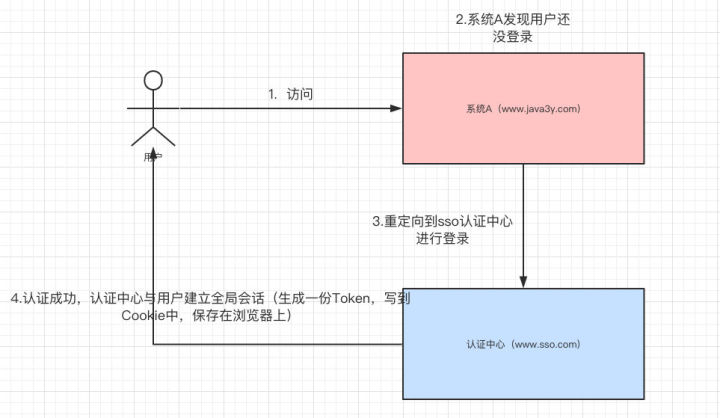 2.系统A发现用户还
没登录
1. 访问
系统A（www.java3y.com）
用户
3.重定向到sso认证中心
进行登录
4.认证成功，认证中心与用户建立全局会话（生成一份Token，写到
Cookie中，保存在浏览器上）
认证中心（www.sso.com）